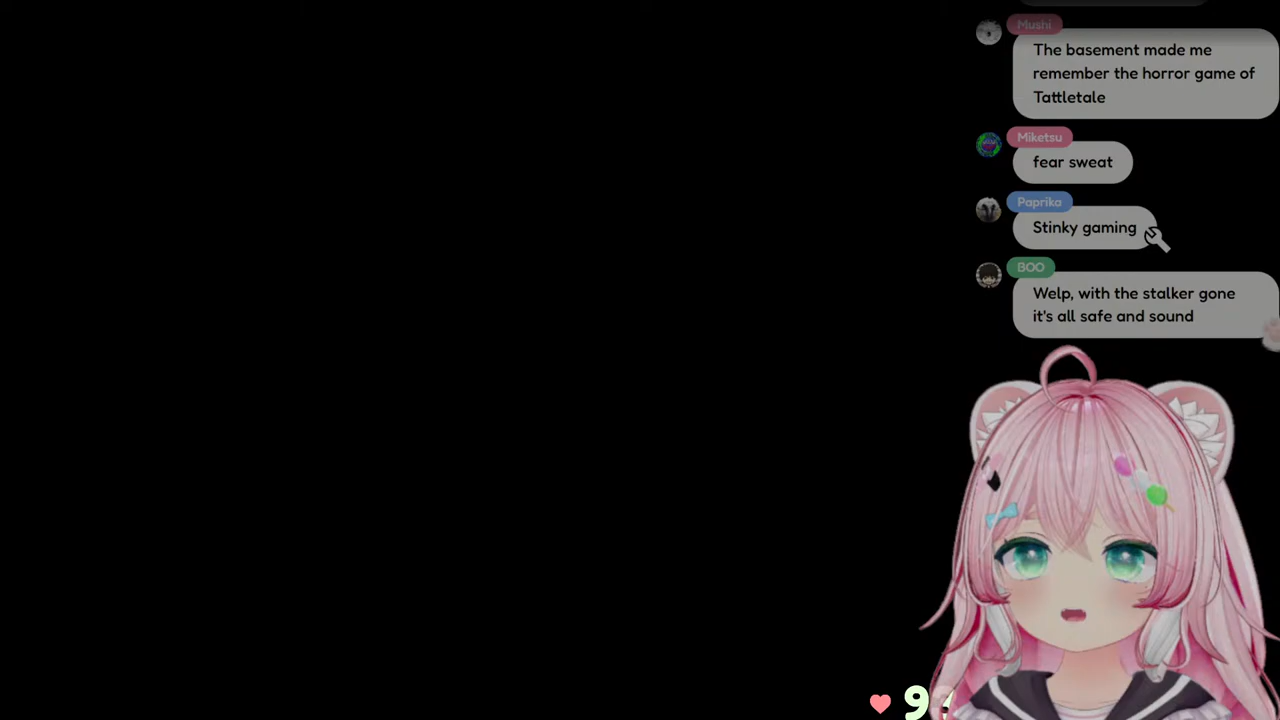 Mushi
The basement made me
remember the horror game of
Tattletale
Miketsu
fear sweat
Paprika
Stinky gaming
BOO
Welp, with the stalker gone
it's all safe and sound
9